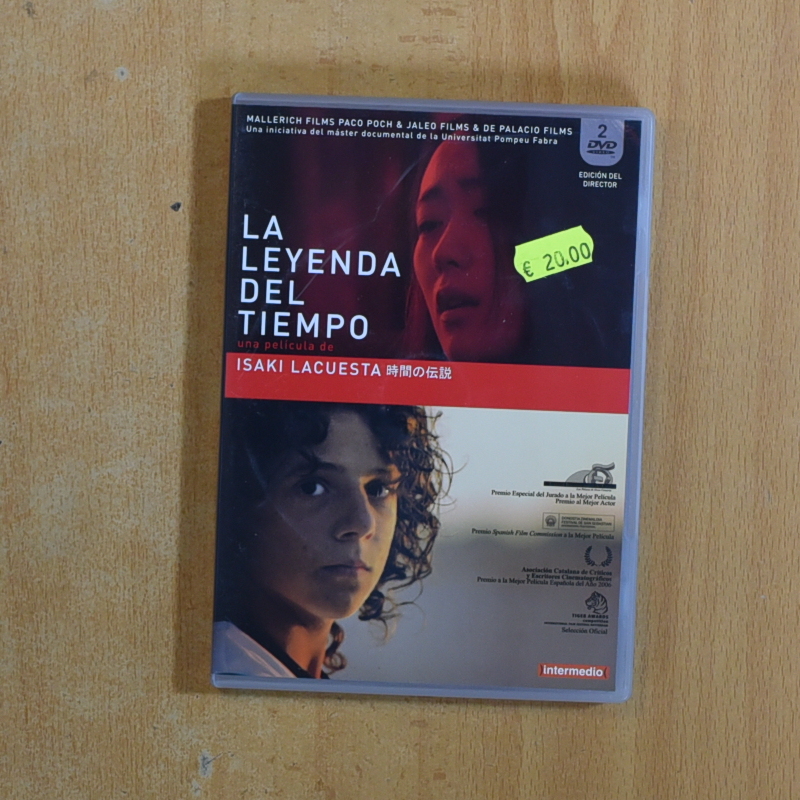 MALLERICH FILMS PACO POCH & JALEO FILMS & DE PALACIO FILMS
Una iniciativa del máster documental de la Universitat Pompeu Fabra
2
DVD
EDICIÓN DEL
DIRECTOR
LA
LEYENDA
DEL
TIEMPO
€ 20.00
una película de
ISAKI LACUESTA 時間の伝説
Premio Especial del Jurado a la Mejor Película
Premio al Mejor Actor
Premio Spanish Film Commission a la Mejor Película
Asociación Catalana de Críticos
y Escritores Cinematográficos
Premio a la Mejor Película Española del Año 2006
TIGER AWARDS
Selección Oficial
intermedio